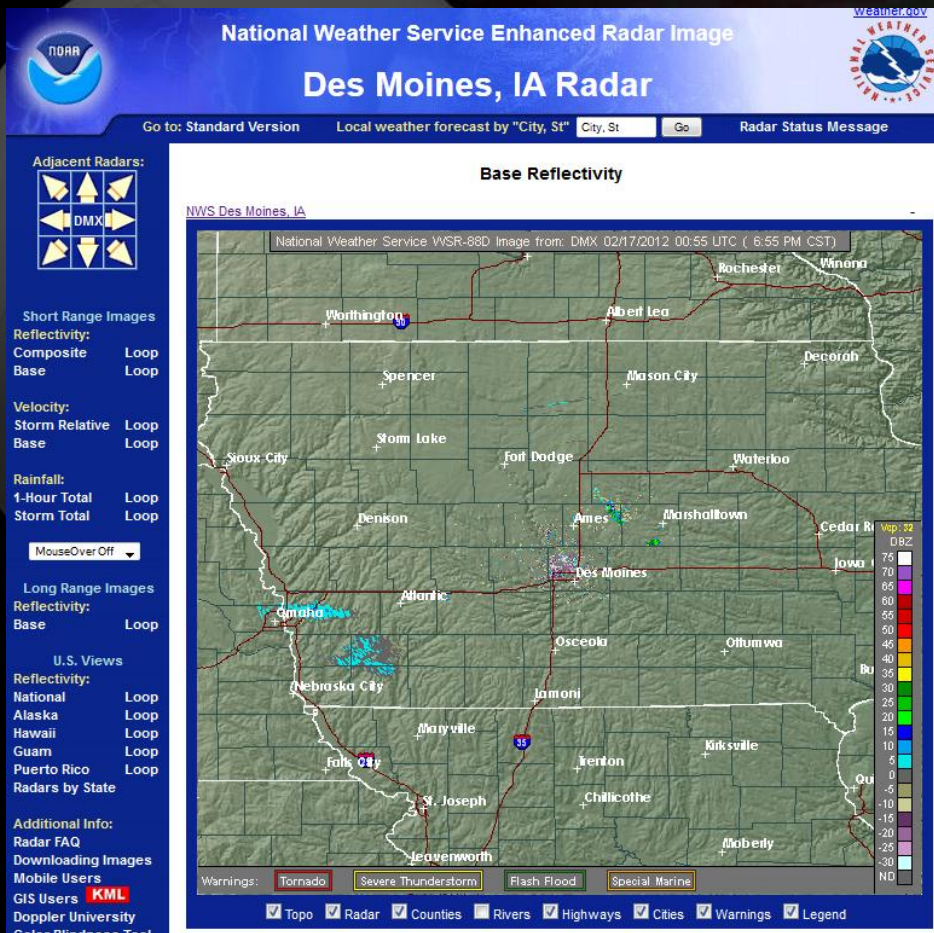 weather.gov
National Weather Service Enhanced Radar Image
NOAA
NATIONAL WEATHER SERVICE
Des Moines, IA Radar
Go to: Standard Version Local weather forecast by "City, St" City, St Go Radar Status Message
Adjacent Radars:
DMX
Base Reflectivity
NWS Des Moines, IA -
National Weather Service WSR-88D Image from: DMX 02/17/2012 00:55 UTC ( 6:55 PM CST)
Rochester Winona
Worthington 90 Albert Lea
Decorah
Spencer Mason City
Storm Lake
Sioux City Fort Dodge Waterloo
Denison Ames Marshalltown
Cedar R
Des Moines Iowa
Atlantic
Omaha
Osceola Ottumwa
Bu
Nebraska City Lamoni
Maryville
35 Kirksville
Falls City Trenton
Qu
St. Joseph Chillicothe
Moberly
Leavenworth
Vcp: 32
DBZ
75
70
65
60
55
50
45
40
35
30
25
20
15
10
5
0
-5
-10
-15
-20
-25
-30
ND
Warnings: Tornado Severe Thunderstorm Flash Flood Special Marine
Topo Radar Counties Rivers Highways Cities Warnings Legend
Short Range Images
Reflectivity:
Composite Loop
Base Loop
Velocity:
Storm Relative Loop
Base Loop
Rainfall:
1-Hour Total Loop
Storm Total Loop
MouseOver Off
Long Range Images
Reflectivity:
Base Loop
U.S. Views
Reflectivity:
National Loop
Alaska Loop
Hawaii Loop
Guam Loop
Puerto Rico Loop
Radars by State
Additional Info:
Radar FAQ
Downloading Images
Mobile Users
GIS Users KML
Doppler University